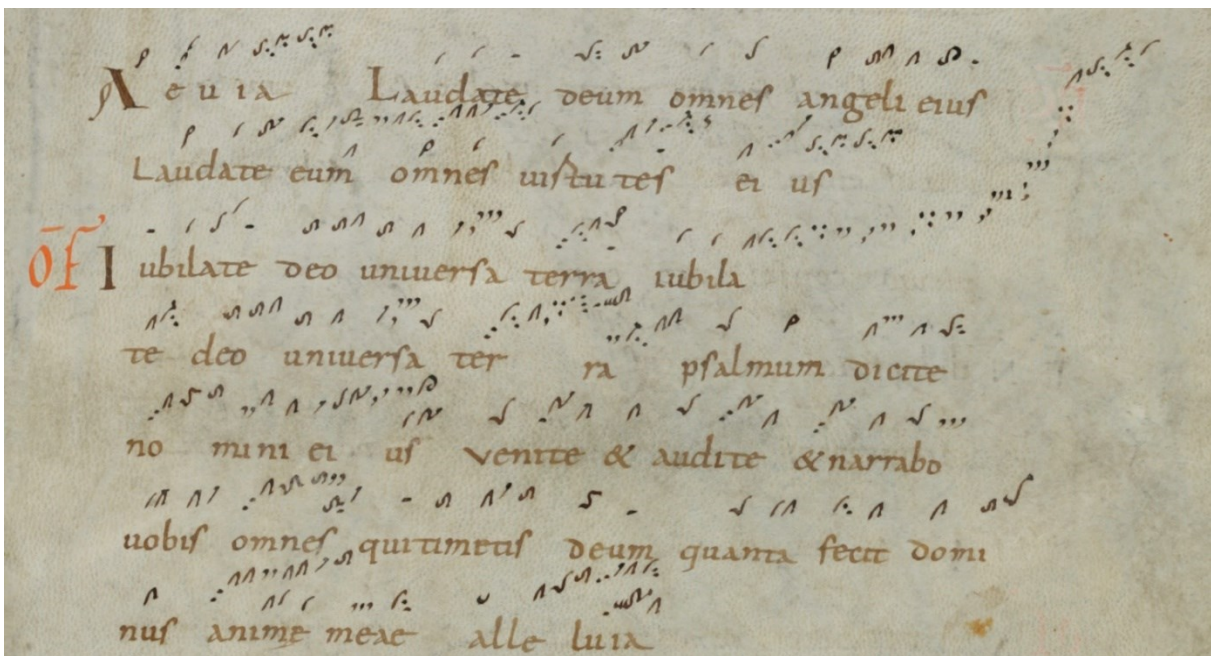 Aeuia Laudate deum omnes angeli eius
Laudate eum omnes uirtutes ei us
Of Iubilate deo uniuersa terra iubila
te deo uniuersa ter ra psalmum dicite
no mini ei us venite & audite & narrabo
uobis omnes qui timetis deum quanta fecit domi
nus anime meae alle luia